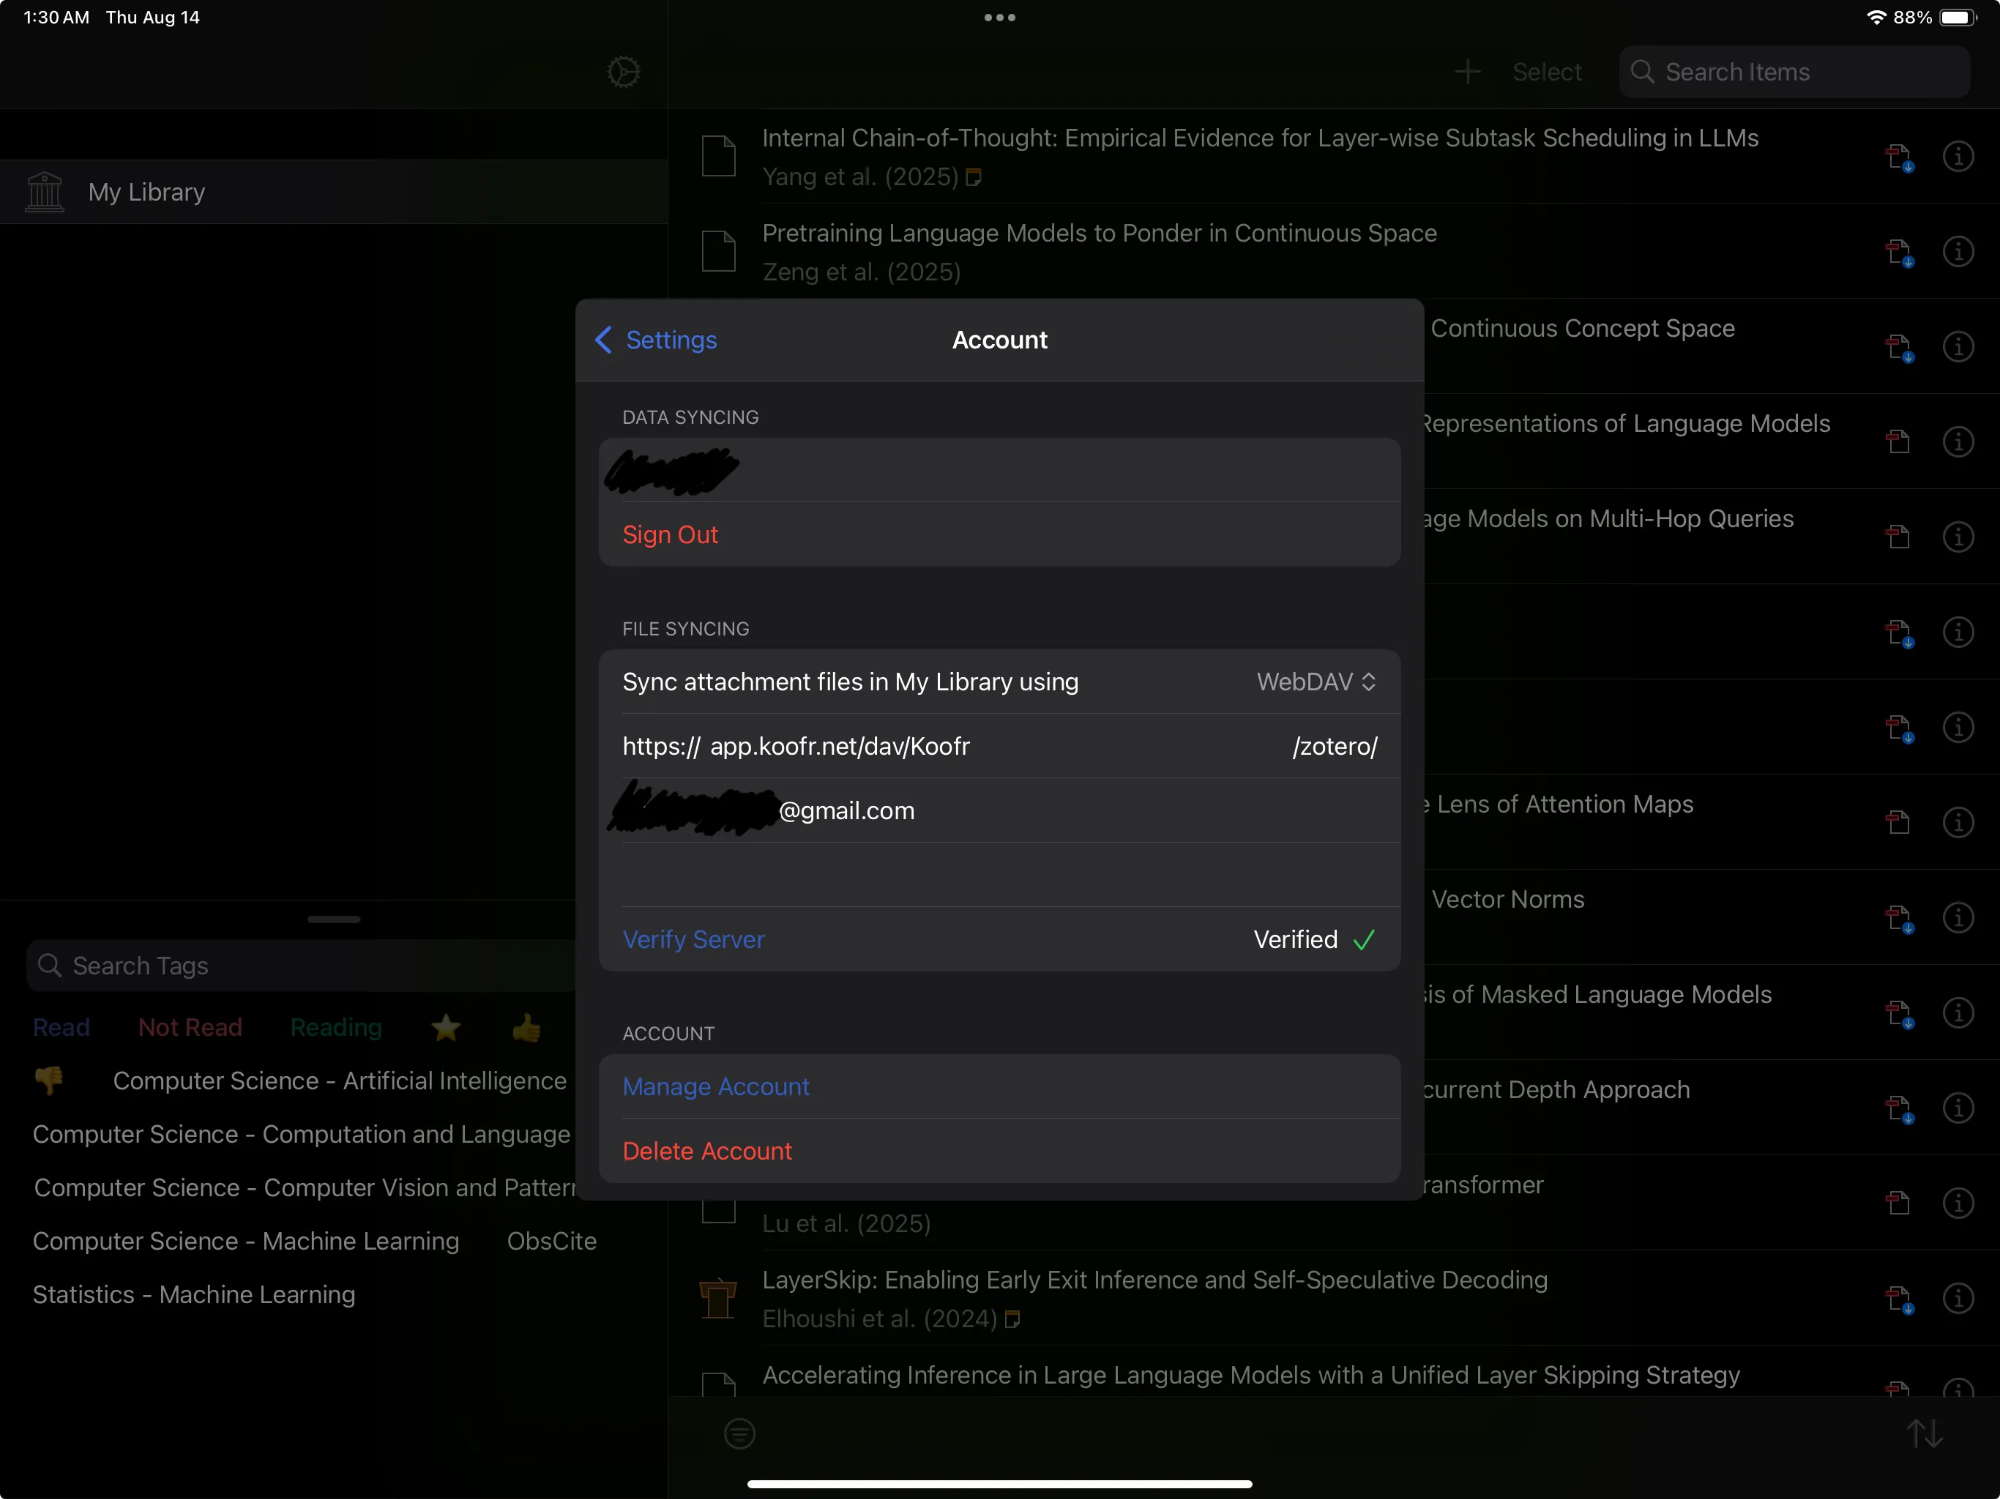 1:30 AM Thu Aug 14
88%
Select
Search Items
My Library
Internal Chain-of-Thought: Empirical Evidence for Layer-wise Subtask Scheduling in LLMs
Yang et al. (2025)
Pretraining Language Models to Ponder in Continuous Space
Zeng et al. (2025)
Continuous Concept Space
Representations of Language Models
age Models on Multi-Hop Queries
Lens of Attention Maps
Vector Norms
sis of Masked Language Models
current Depth Approach
ransformer
Lu et al. (2025)
LayerSkip: Enabling Early Exit Inference and Self-Speculative Decoding
Elhoushi et al. (2024)
Accelerating Inference in Large Language Models with a Unified Layer Skipping Strategy
Settings
Account
DATA SYNCING
Sign Out
FILE SYNCING
Sync attachment files in My Library using WebDAV
https:// app.koofr.net/dav/Koofr /zotero/
@gmail.com
Verify Server Verified
ACCOUNT
Manage Account
Delete Account
Search Tags
Read Not Read Reading
Computer Science - Artificial Intelligence
Computer Science - Computation and Language
Computer Science - Computer Vision and Pattern
Computer Science - Machine Learning ObsCite
Statistics - Machine Learning